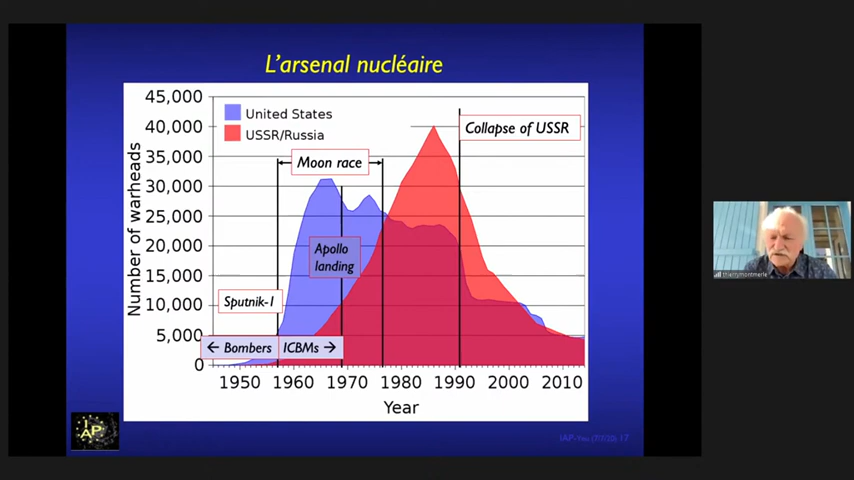 L'arsenal nucléaire
45,000
40,000
35,000
30,000
25,000
20,000
15,000
10,000
5,000
0
Number of warheads
United States
USSR/Russia
Collapse of USSR
Moon race
Apollo
landing
Sputnik-1
← Bombers
ICBMs →
1950 1960 1970 1980 1990 2000 2010
Year
IAP
thierrymontmerle